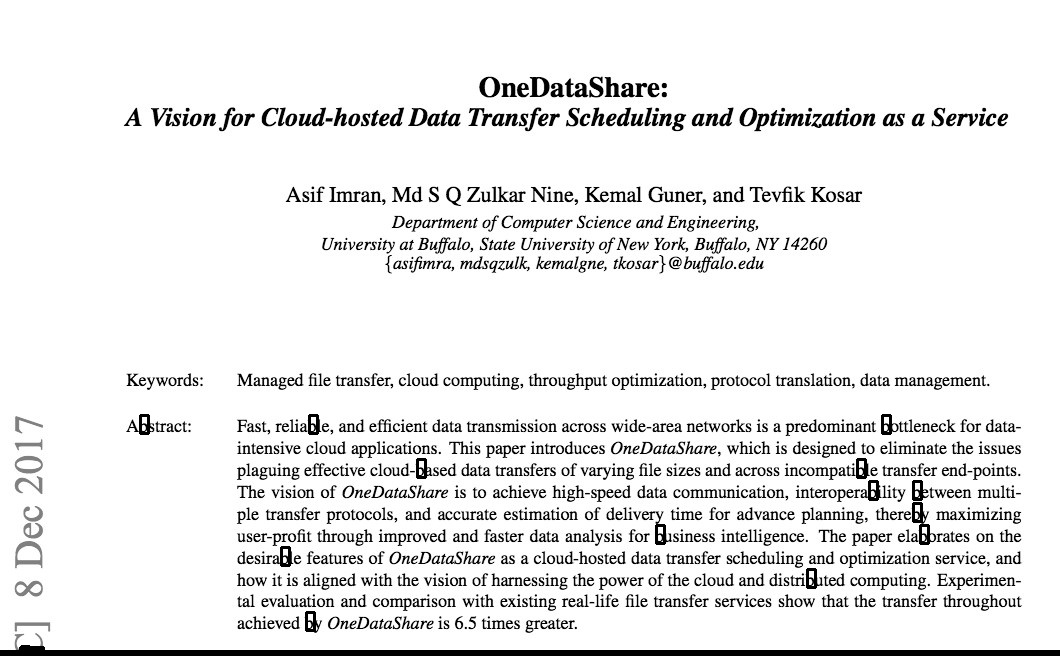 OneDataShare:
A Vision for Cloud-hosted Data Transfer Scheduling and Optimization as a Service
Asif Imran, Md S Q Zulkar Nine, Kemal Guner, and Tevfik Kosar
Department of Computer Science and Engineering,
University at Buffalo, State University of New York, Buffalo, NY 14260
{asifimra, mdsqzulk, kemalgne, tkosar}@buffalo.edu
Keywords: Managed file transfer, cloud computing, throughput optimization, protocol translation, data management.
Abstract: Fast, reliable, and efficient data transmission across wide-area networks is a predominant bottleneck for data-
intensive cloud applications. This paper introduces OneDataShare, which is designed to eliminate the issues
plaguing effective cloud-based data transfers of varying file sizes and across incompatible transfer end-points.
The vision of OneDataShare is to achieve high-speed data communication, interoperability between multi-
ple transfer protocols, and accurate estimation of delivery time for advance planning, thereby maximizing
user-profit through improved and faster data analysis for business intelligence. The paper elaborates on the
desirable features of OneDataShare as a cloud-hosted data transfer scheduling and optimization service, and
how it is aligned with the vision of harnessing the power of the cloud and distributed computing. Experimen-
tal evaluation and comparison with existing real-life file transfer services show that the transfer throughout
achieved by OneDataShare is 6.5 times greater.
C] 8 Dec 2017